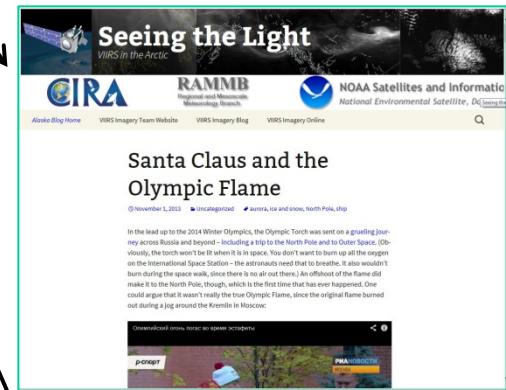 Seeing the Light
VIIRS in the Arctic
CIRA
RAMMB
Regional and Mesoscale
Meteorology Branch
NOAA Satellites and Informatic
National Environmental Satellite, Da
Seeing the
Alaska Blog Home VIIRS Imagery Team Website VIIRS Imagery Blog VIIRS Imagery Online
Santa Claus and the
Olympic Flame
November 1, 2013 Uncategorized aurora, ice and snow, North Pole, ship
In the lead up to the 2014 Winter Olympics, the Olympic Torch was sent on a grueling jour-
ney across Russia and beyond – including a trip to the North Pole and to Outer Space. (Ob-
viously, the torch won't be lit when it is in space. You don't want to burn up all the oxygen
on the International Space Station – the astronauts need that to breathe. It also wouldn't
burn during the space walk, since there is no air out there.) An offshoot of the flame did
make it to the North Pole, though, which is the first time that has ever happened. One
could argue that it wasn't really the true Olympic Flame, since the original flame burned
out during a jog around the Kremlin in Moscow:
Олимпийский огонь погас во время эстафеты
р-спорт
РИАНОВОСТИ